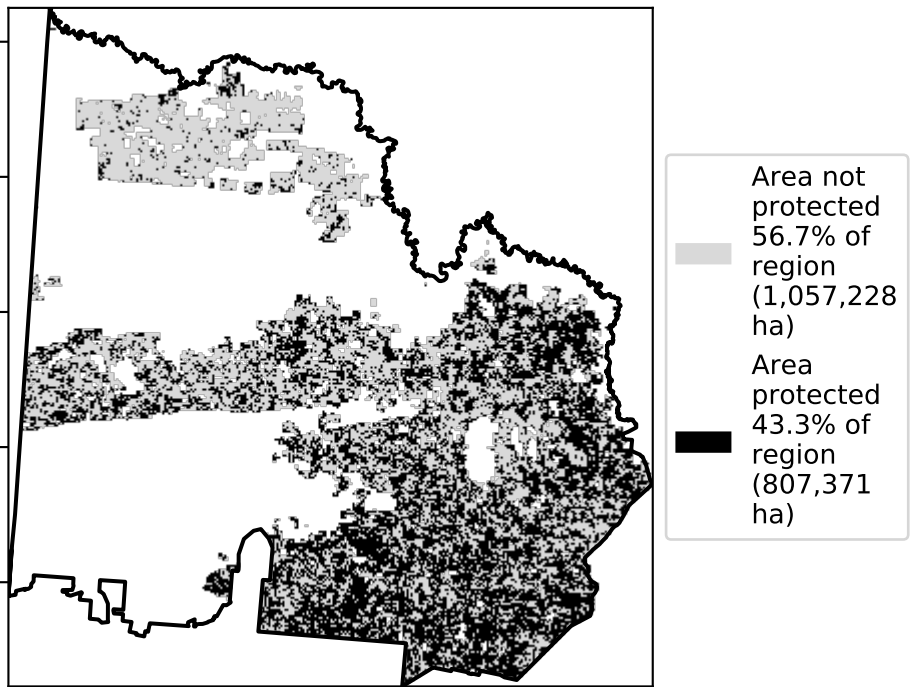 Area not
protected
56.7% of
region
(1,057,228
ha)
Area
protected
43.3% of
region
(807,371
ha)